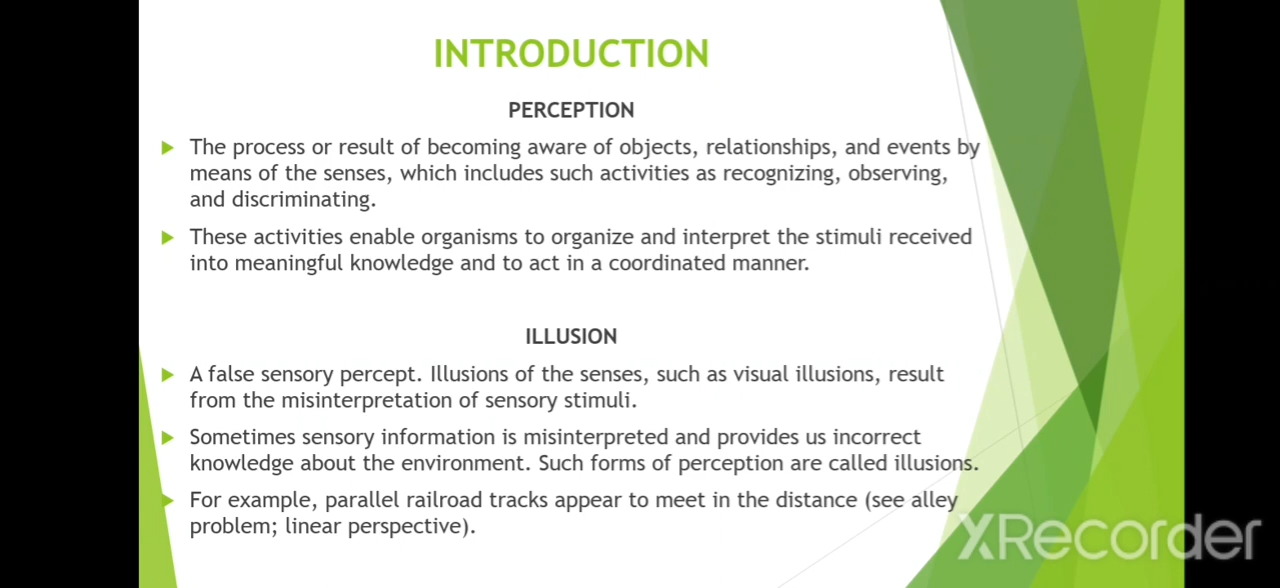 INTRODUCTION
PERCEPTION
The process or result of becoming aware of objects, relationships, and events by
means of the senses, which includes such activities as recognizing, observing,
and discriminating.
These activities enable organisms to organize and interpret the stimuli received
into meaningful knowledge and to act in a coordinated manner.
ILLUSION
A false sensory percept. Illusions of the senses, such as visual illusions, result
from the misinterpretation of sensory stimuli.
Sometimes sensory information is misinterpreted and provides us incorrect
knowledge about the environment. Such forms of perception are called illusions.
For example, parallel railroad tracks appear to meet in the distance (see alley
problem; linear perspective).
XRecorder